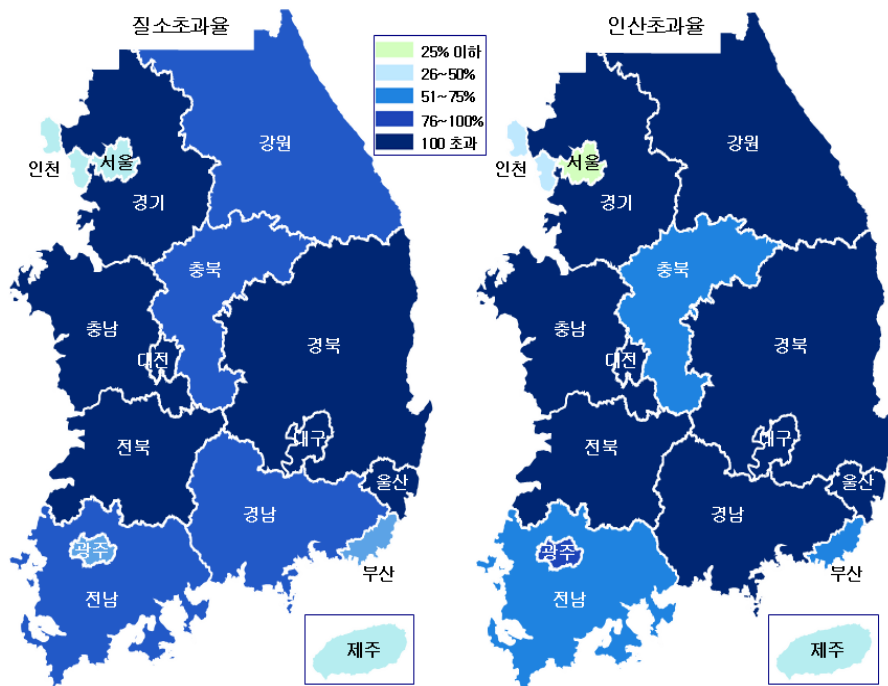 질소초과율
인산초과율
25% 이하
26~50%
51~75%
76~100%
100 초과
강원
서울
인천
경기
충북
충남
대전
경북
전북
대구
울산
경남
광주
부산
전남
제주
강원
서울
인천
경기
충북
충남
대전
경북
전북
대구
울산
경남
광주
부산
전남
제주